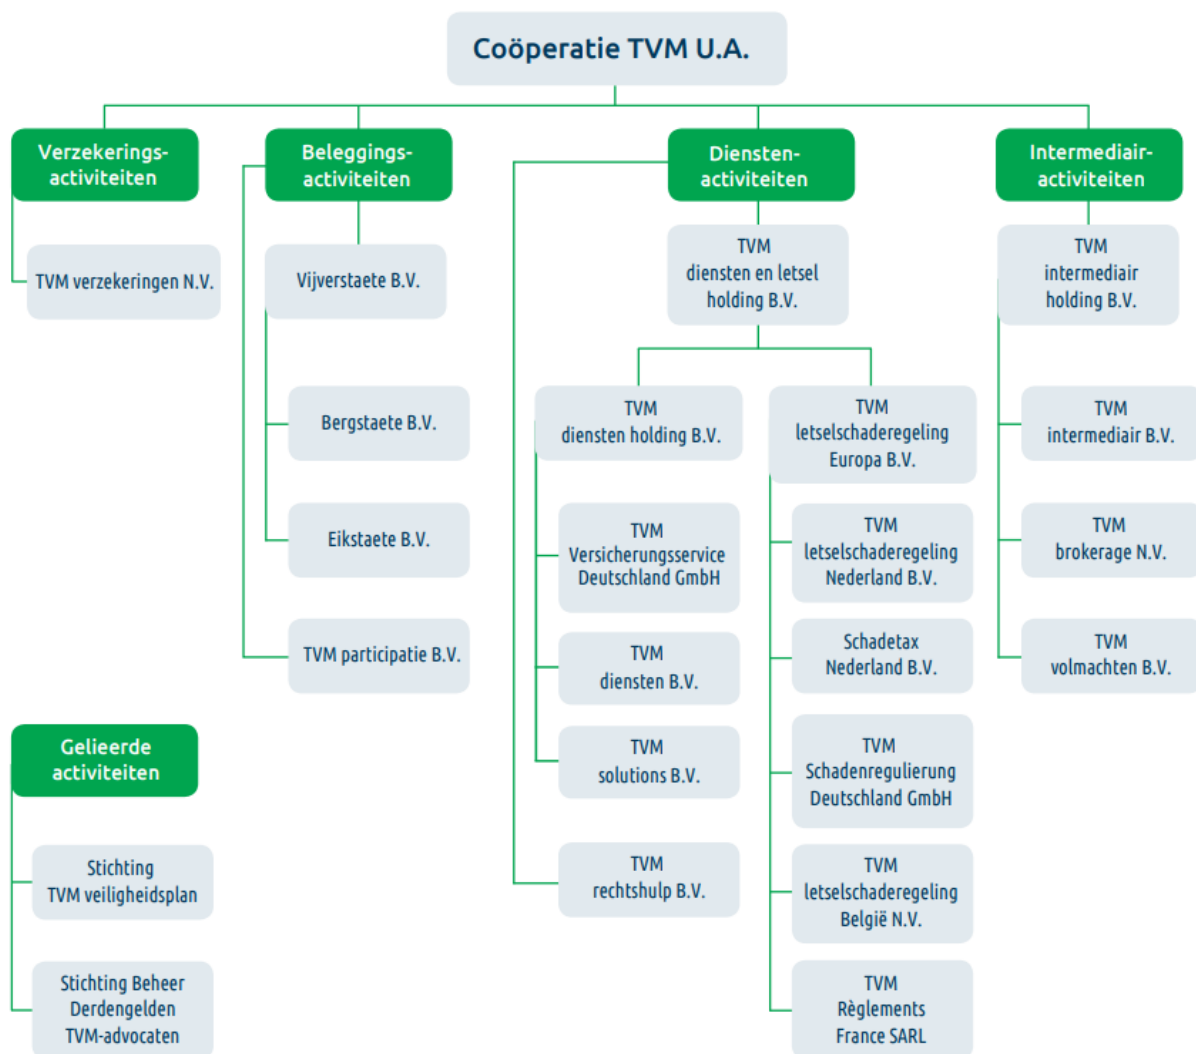 Coöperatie TVM U.A.
Verzekerings-
activiteiten
TVM verzekeringen N.V.
Beleggings-
activiteiten
Vijverstaete B.V.
Bergstaete B.V.
Eikstaete B.V.
TVM participatie B.V.
Diensten-
activiteiten
TVM
diensten en letsel
holding B.V.
TVM
diensten holding B.V.
TVM
Versicherungsservice
Deutschland GmbH
TVM
diensten B.V.
TVM
solutions B.V.
TVM
rechtshulp B.V.
TVM
letselschaderegeling
Europa B.V.
TVM
letselschaderegeling
Nederland B.V.
Schadetax
Nederland B.V.
TVM
Schadenregulierung
Deutschland GmbH
TVM
letselschaderegeling
België N.V.
TVM
Règlements
France SARL
Intermediair-
activiteiten
TVM
intermediair
holding B.V.
TVM
intermediair B.V.
TVM
brokerage N.V.
TVM
volmachten B.V.
Gelieerde
activiteiten
Stichting
TVM veiligheidsplan
Stichting Beheer
Derdengelden
TVM-advocaten